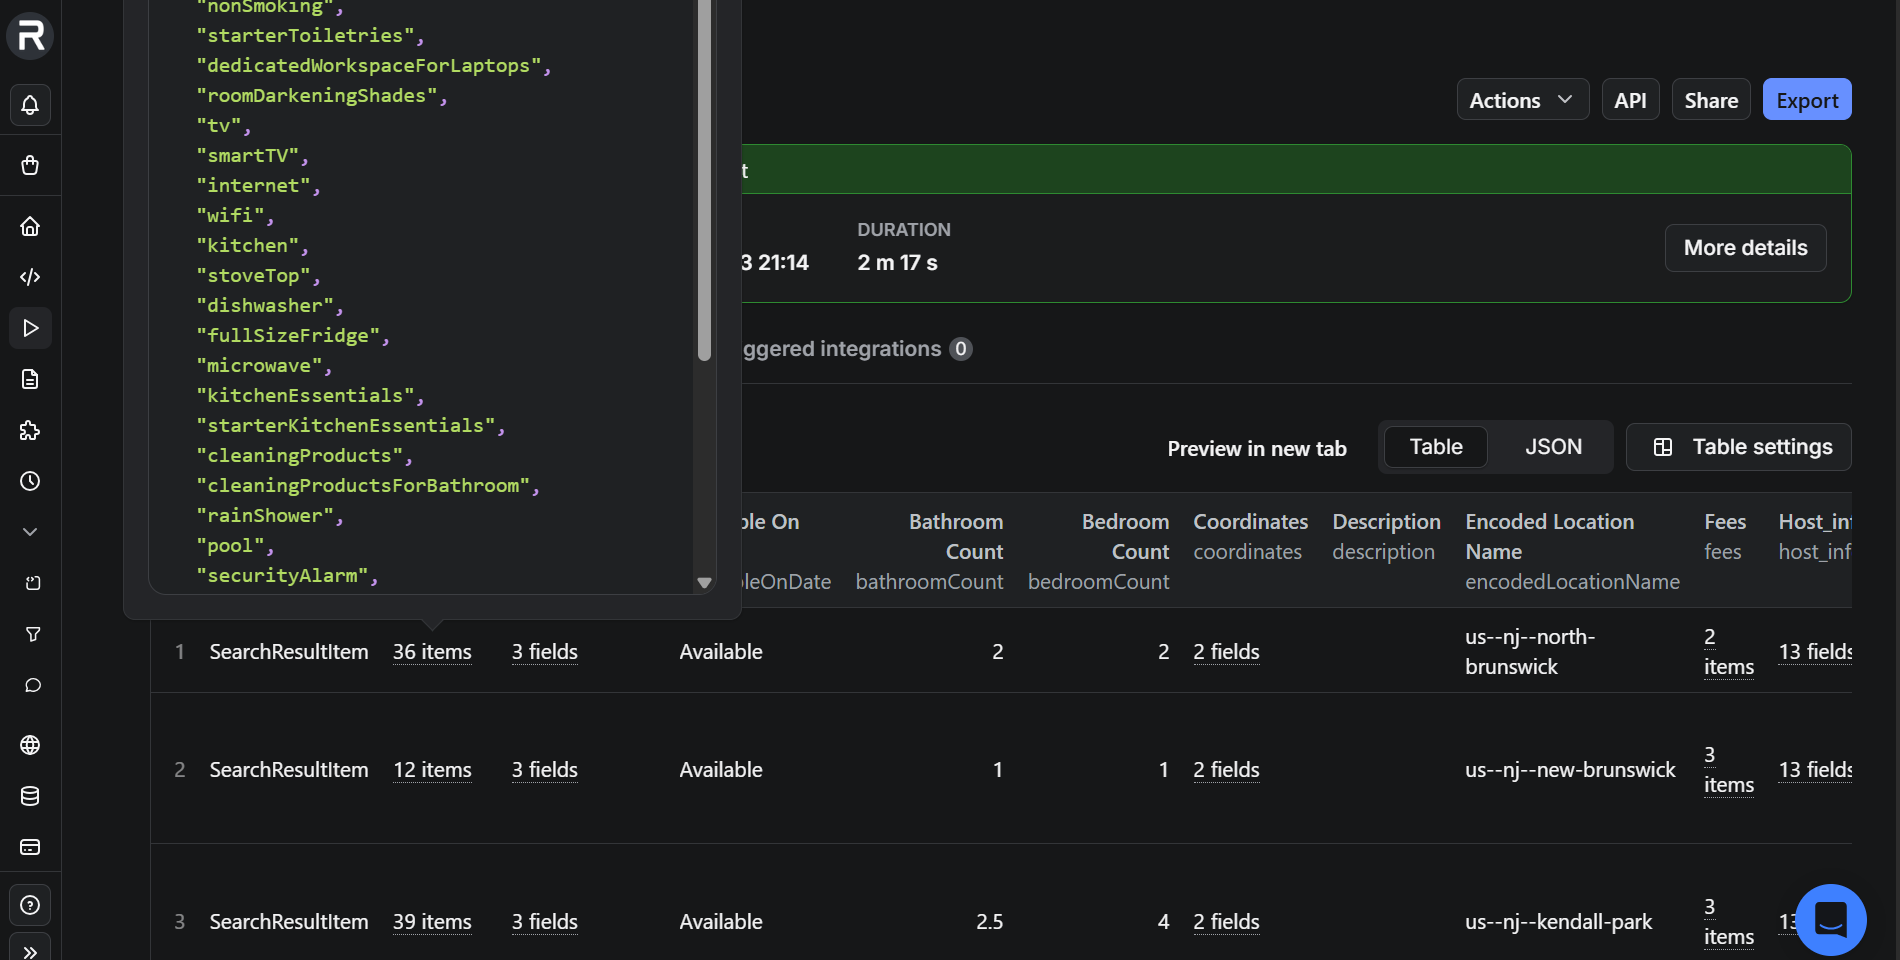 R
"nonSmoking",
"starterToiletries",
"dedicatedWorkspaceForLaptops",
"roomDarkeningShades",
"tv",
"smartTV",
"internet",
"wifi",
"kitchen",
"stoveTop",
"dishwasher",
"fullSizeFridge",
"microwave",
"kitchenEssentials",
"starterKitchenEssentials",
"cleaningProducts",
"cleaningProductsForBathroom",
"rainShower",
"pool",
"securityAlarm",
Actions API Share Export
t
DURATION
3 21:14 2 m 17 s
More details
ggered integrations 0
Preview in new tab Table JSON Table settings
ble On Bathroom Bedroom Coordinates Description Encoded Location Fees Host_inf
Count Count coordinates description Name fees host_inf
leOnDate bathroomCount bedroomCount encodedLocationName
1 SearchResultItem 36 items 3 fields Available 2 2 2 fields us--nj--north- 2 13 fields
brunswick items
2 SearchResultItem 12 items 3 fields Available 1 1 2 fields us--nj--new-brunswick 3 13 fields
items
3 SearchResultItem 39 items 3 fields Available 2.5 4 2 fields us--nj--kendall-park 3 13
items